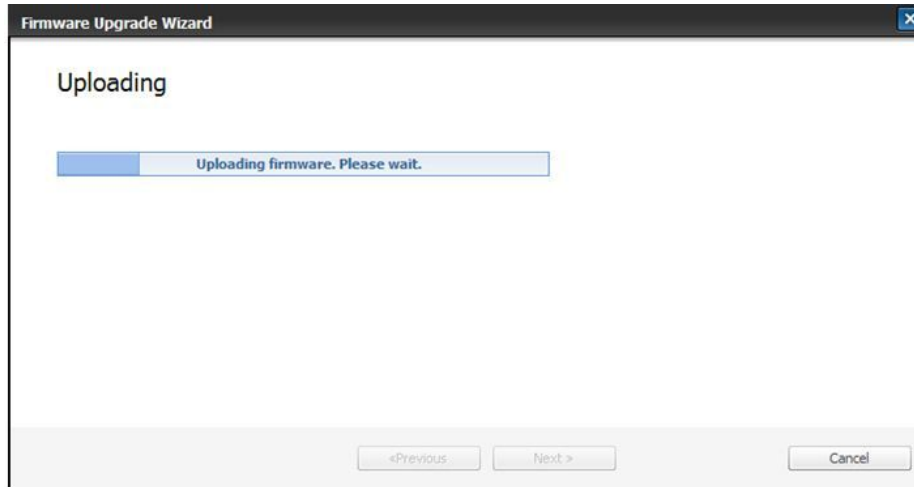 Firmware Upgrade Wizard
Uploading
Uploading firmware. Please wait.
«Previous
Next »
Cancel